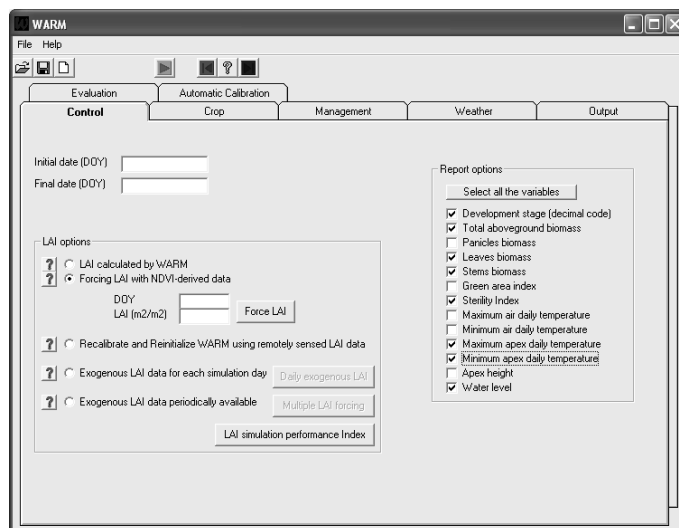 WARM
File Help
?
Evaluation Automatic Calibration
Control Crop Management Weather Output
Initial date (DOY)
Final date (DOY)
LAI options
? LAI calculated by WARM
? Forcing LAI with NDVI-derived data
DOY
LAI (m2/m2) Force LAI
? Recalibrate and Reinitialize WARM using remotely sensed LAI data
? Exogenous LAI data for each simulation day Daily exogenous LAI
? Exogenous LAI data periodically available Multiple LAI forcing
LAI simulation performance Index
Report options
Select all the variables
Development stage (decimal code)
Total aboveground biomass
Panicles biomass
Leaves biomass
Stems biomass
Green area index
Sterility Index
Maximum air daily temperature
Minimum air daily temperature
Maximum apex daily temperature
Minimum apex daily temperature
Apex height
Water level